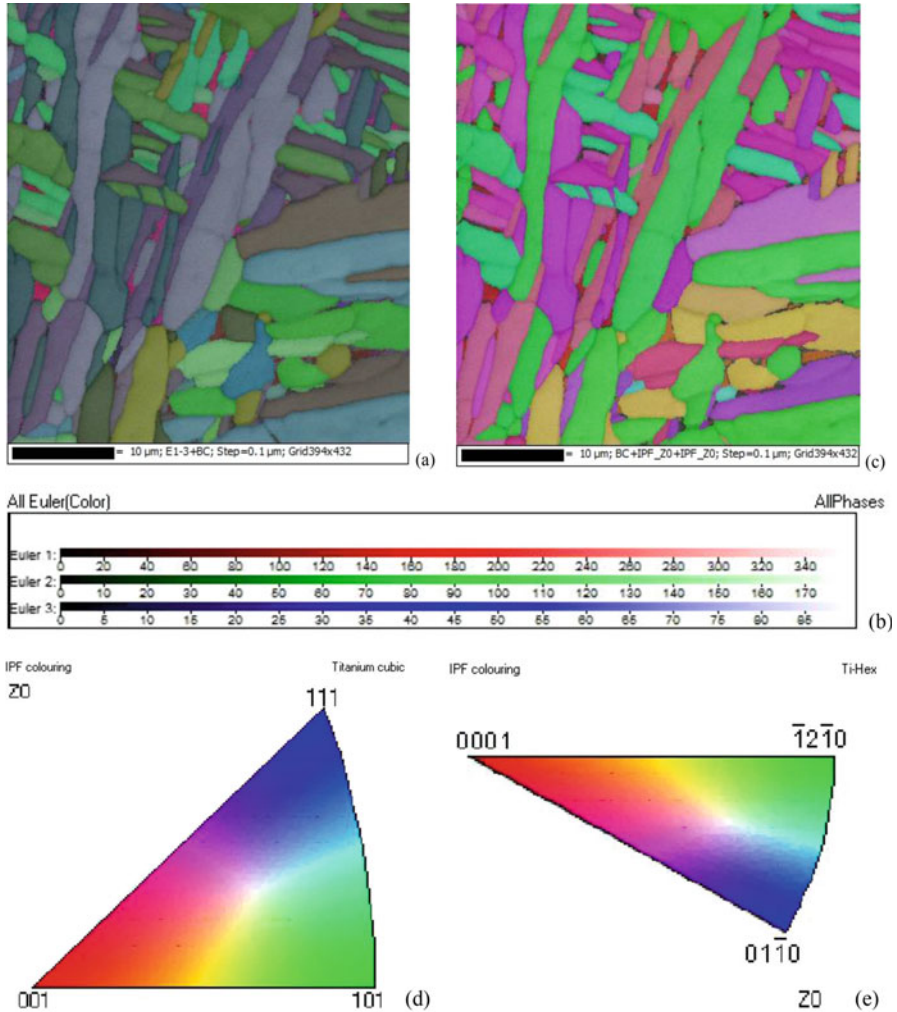 = 10 µm; E1-3+BC; Step=0.1 µm; Grid394x432
(a)
= 10 µm; BC+IPF_Z0+IPF_Z0; Step=0.1 µm; Grid394x432
(c)
All Euler(Color) AllPhases
Euler 1:
0 20 40 60 80 100 120 140 160 180 200 220 240 260 280 300 320 340
Euler 2:
0 10 20 30 40 50 60 70 80 90 100 110 120 130 140 150 160 170
Euler 3:
0 5 10 15 20 25 30 35 40 45 50 55 60 65 70 75 80 85
(b)
IPF colouring Titanium cubic
Z0
111
001 101
(d)
IPF colouring Ti-Hex
0001 1̅21̅0
011̅0
Z0
(e)